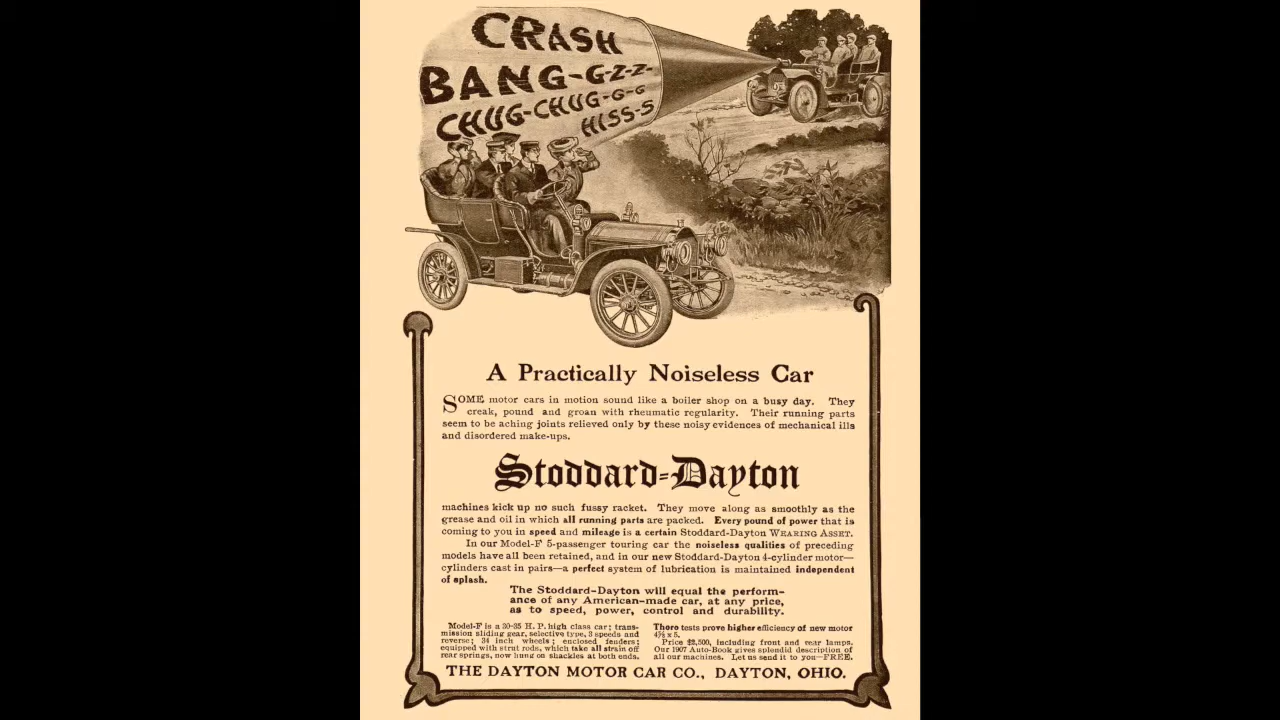 CRASH
BANG-G-Z-Z-
CHUG-CHUG-G-G
HISS-S
A Practically Noiseless Car
SOME motor cars in motion sound like a boiler shop on a busy day. They
creak, pound and groan with rheumatic regularity. Their running parts
seem to be aching joints relieved only by these noisy evidences of mechanical ills
and disordered make-ups.
Stoddard-Dayton
machines kick up no such fussy racket. They move along as smoothly as the
grease and oil in which all running parts are packed. Every pound of power that is
coming to you in speed and mileage is a certain Stoddard-Dayton WEARING ASSET.
In our Model-F 5-passenger touring car the noiseless qualities of preceding
models have all been retained, and in our new Stoddard-Dayton 4-cylinder motor—
cylinders cast in pairs—a perfect system of lubrication is maintained independent
of splash.
The Stoddard-Dayton will equal the perform-
ance of any American-made car, at any price,
as to speed, power, control and durability.
Model-F is a 30-35 H. P. high class car; trans-
mission sliding gear, selective type, 3 speeds and
reverse; 34 inch wheels; enclosed fenders;
equipped with strut rods, which take all strain off
rear springs, now hung on shackles at both ends.
Thoro tests prove higher efficiency of new motor
4⅝ x 5.
Price $2,500, including front and rear lamps.
Our 1907 Auto-Book gives splendid description of
all our machines. Let us send it to you—FREE.
THE DAYTON MOTOR CAR CO., DAYTON, OHIO.